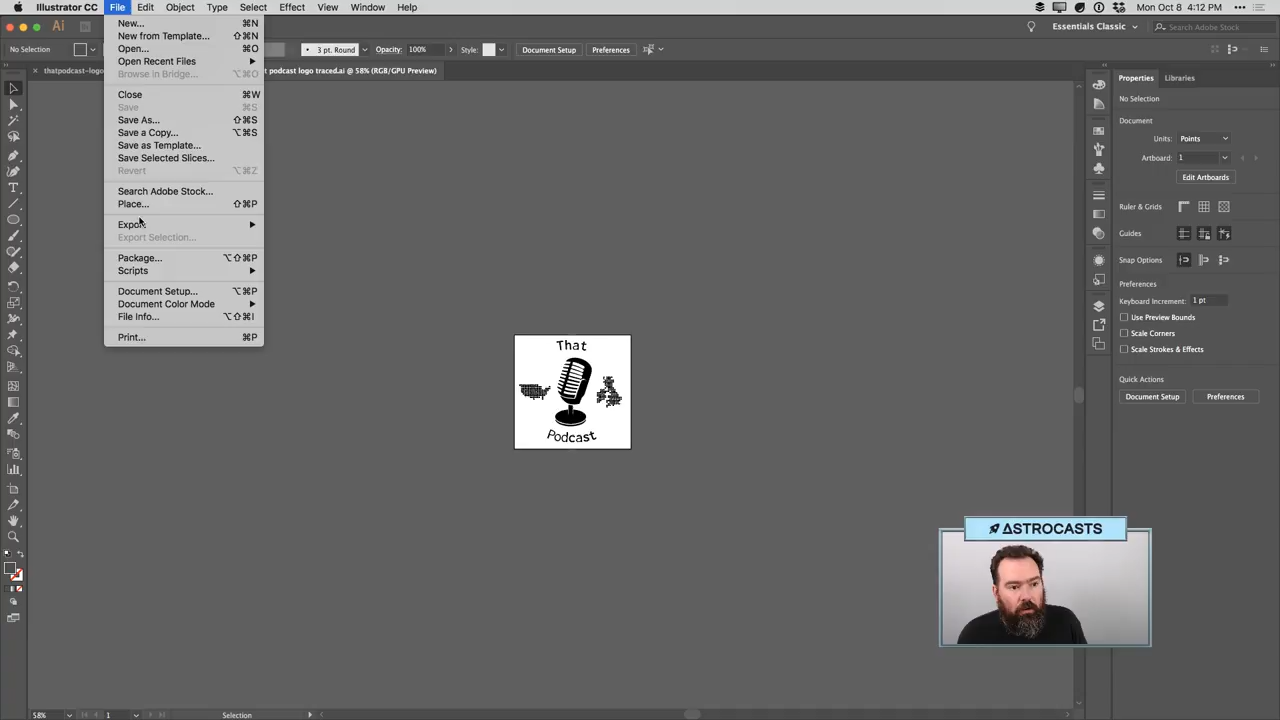 Illustrator CC File Edit Object Type Select Effect View Window Help Mon Oct 8 4:12 PM
Ai Essentials Classic Search Adobe Stock...
No Selection 3 pt. Round Opacity: 100% Style: Document Setup Preferences
thatpodcast-logo t podcast logo traced.ai @ 58% (RGB/GPU Preview)
New... ⌘N
New from Template... ⇧⌘N
Open... ⌘O
Open Recent Files
Browse in Bridge... ⌥⌘O
Close ⌘W
Save ⌘S
Save As... ⇧⌘S
Save a Copy... ⌥⌘S
Save as Template...
Save Selected Slices...
Revert ⌥⌘Z
Search Adobe Stock...
Place... ⇧⌘P
Export
Export Selection...
Package... ⌥⇧⌘P
Scripts
Document Setup... ⌥⌘P
Document Color Mode
File Info... ⌥⇧⌘I
Print... ⌘P
That
Podcast
Properties Libraries
No Selection
Document
Units: Points
Artboard: 1
Edit Artboards
Ruler & Grids
Guides
Snap Options
Preferences
Keyboard Increment: 1 pt
Use Preview Bounds
Scale Corners
Scale Strokes & Effects
Quick Actions
Document Setup Preferences
ASTROCASTS
58% 1 Selection